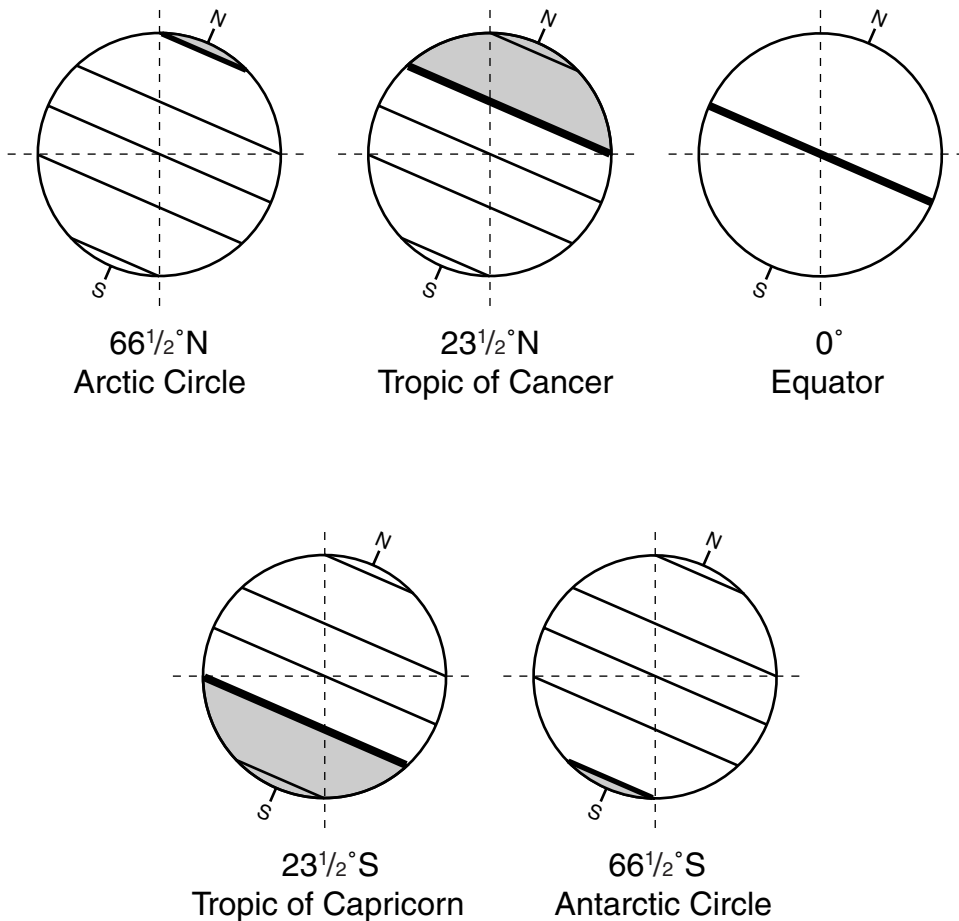 N
N
N
S
S
S
66½°N
23½°N
0°
Arctic Circle
Tropic of Cancer
Equator
N
N
S
S
23½°S
66½°S
Tropic of Capricorn
Antarctic Circle